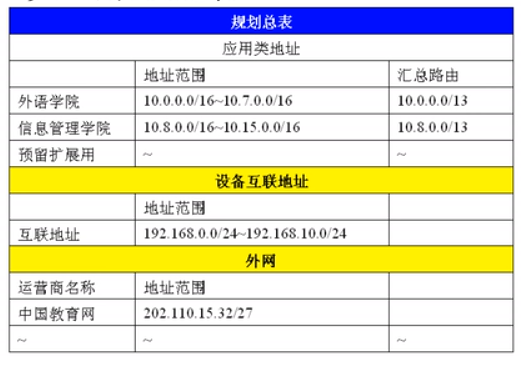 规划总表
应用类地址
地址范围 汇总路由
外语学院 10.0.0.0/16~10.7.0.0/16 10.0.0.0/13
信息管理学院 10.8.0.0/16~10.15.0.0/16 10.8.0.0/13
预留扩展用 ~ ~
设备互联地址
地址范围
互联地址 192.168.0.0/24~192.168.10.0/24
外网
运营商名称 地址范围
中国教育网 202.110.15.32/27
~ ~ ~